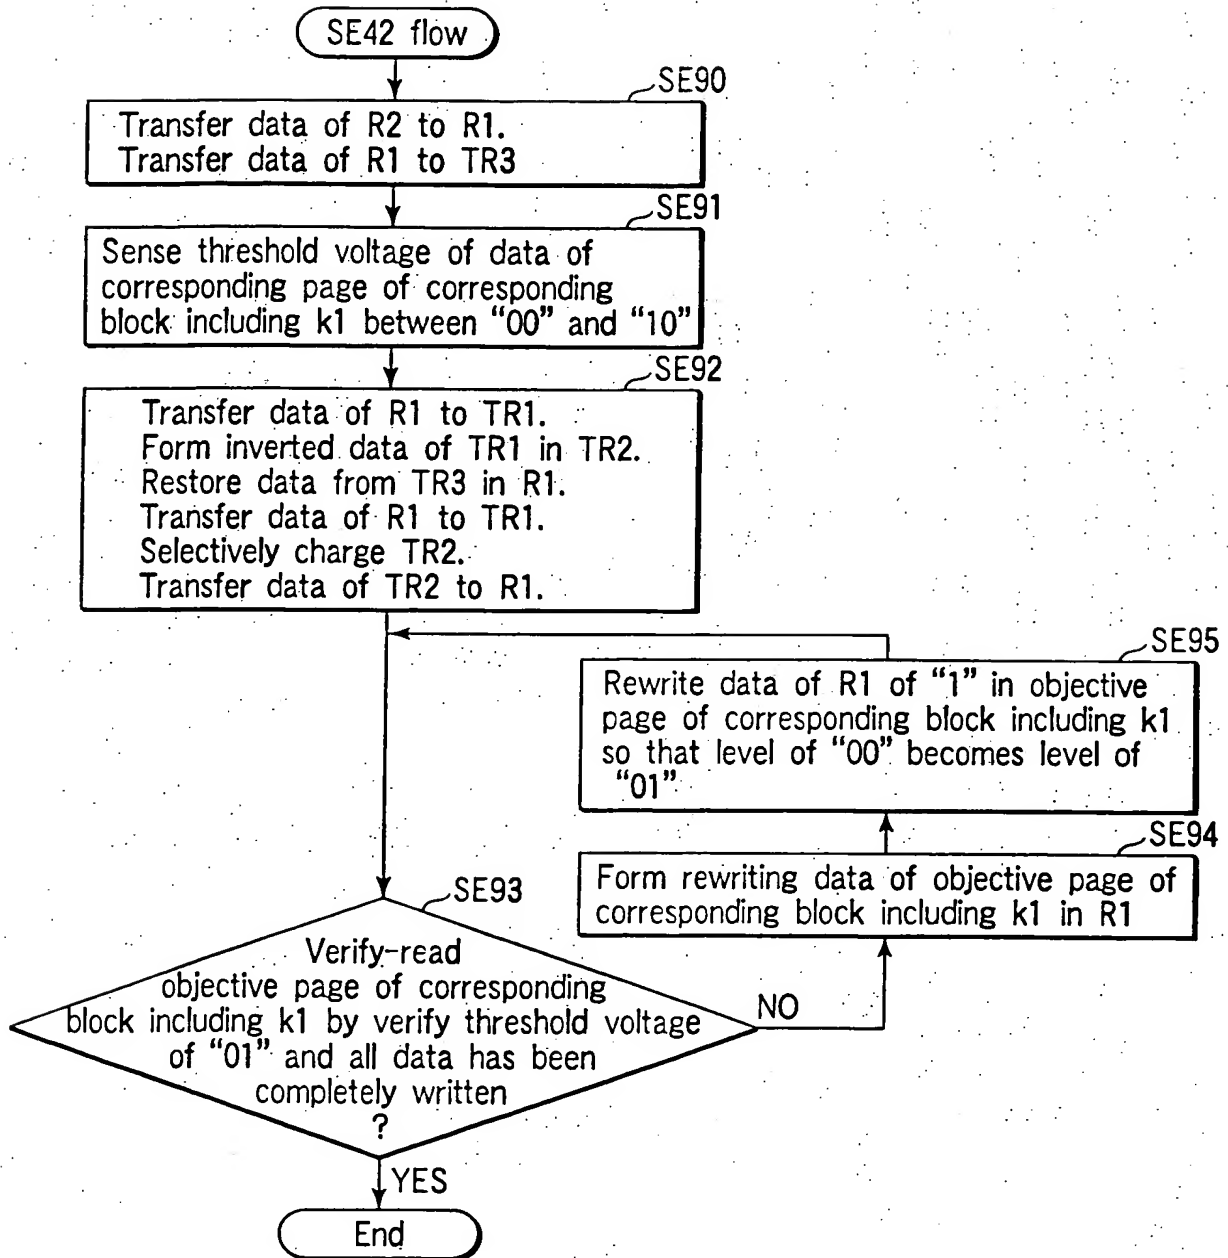 SE42 flow
SE90
Transfer data of R2 to R1.
Transfer data of R1 to TR3
SE91
Sense threshold voltage of data of
corresponding page of corresponding
block including k1 between “00” and “10”
SE92
Transfer data of R1 to TR1.
Form inverted data of TR1 in TR2.
Restore data from TR3 in R1.
Transfer data of R1 to TR1.
Selectively charge TR2.
Transfer data of TR2 to R1.
SE95
Rewrite data of R1 of “1” in objective
page of corresponding block including k1
so that level of “00” becomes level of
“01”
SE94
Form rewriting data of objective page of
corresponding block including k1 in R1
SE93
Verify-read
objective page of corresponding
block including k1 by verify threshold voltage
of “01” and all data has been
completely written
?
NO
YES
End